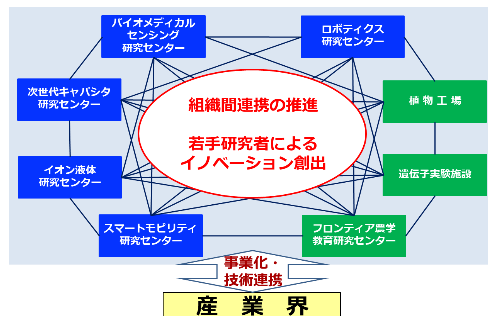 バイオメディカル
センシング
研究センター
ロボティクス
研究センター
次世代キャパシタ
研究センター
組織間連携の推進
若手研究者による
イノベーション創出
植物工場
イオン液体
研究センター
遺伝子実験施設
スマートモビリティ
研究センター
フロンティア農学
教育研究センター
事業化・
技術連携
産業界